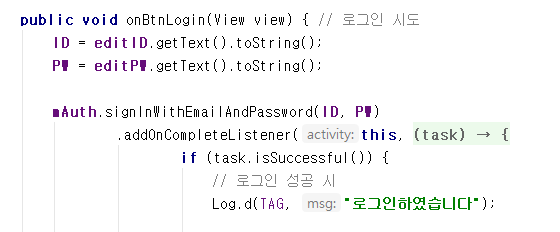 public void onBtnLogin(View view) { // 로그인 시도
ID = editID.getText().toString();
PW = editPW.getText().toString();
mAuth.signInWithEmailAndPassword(ID, PW)
.addOnCompleteListener( activity: this, (task) → {
if (task.isSuccessful()) {
// 로그인 성공 시
Log.d(TAG, msg: "로그인하였습니다");